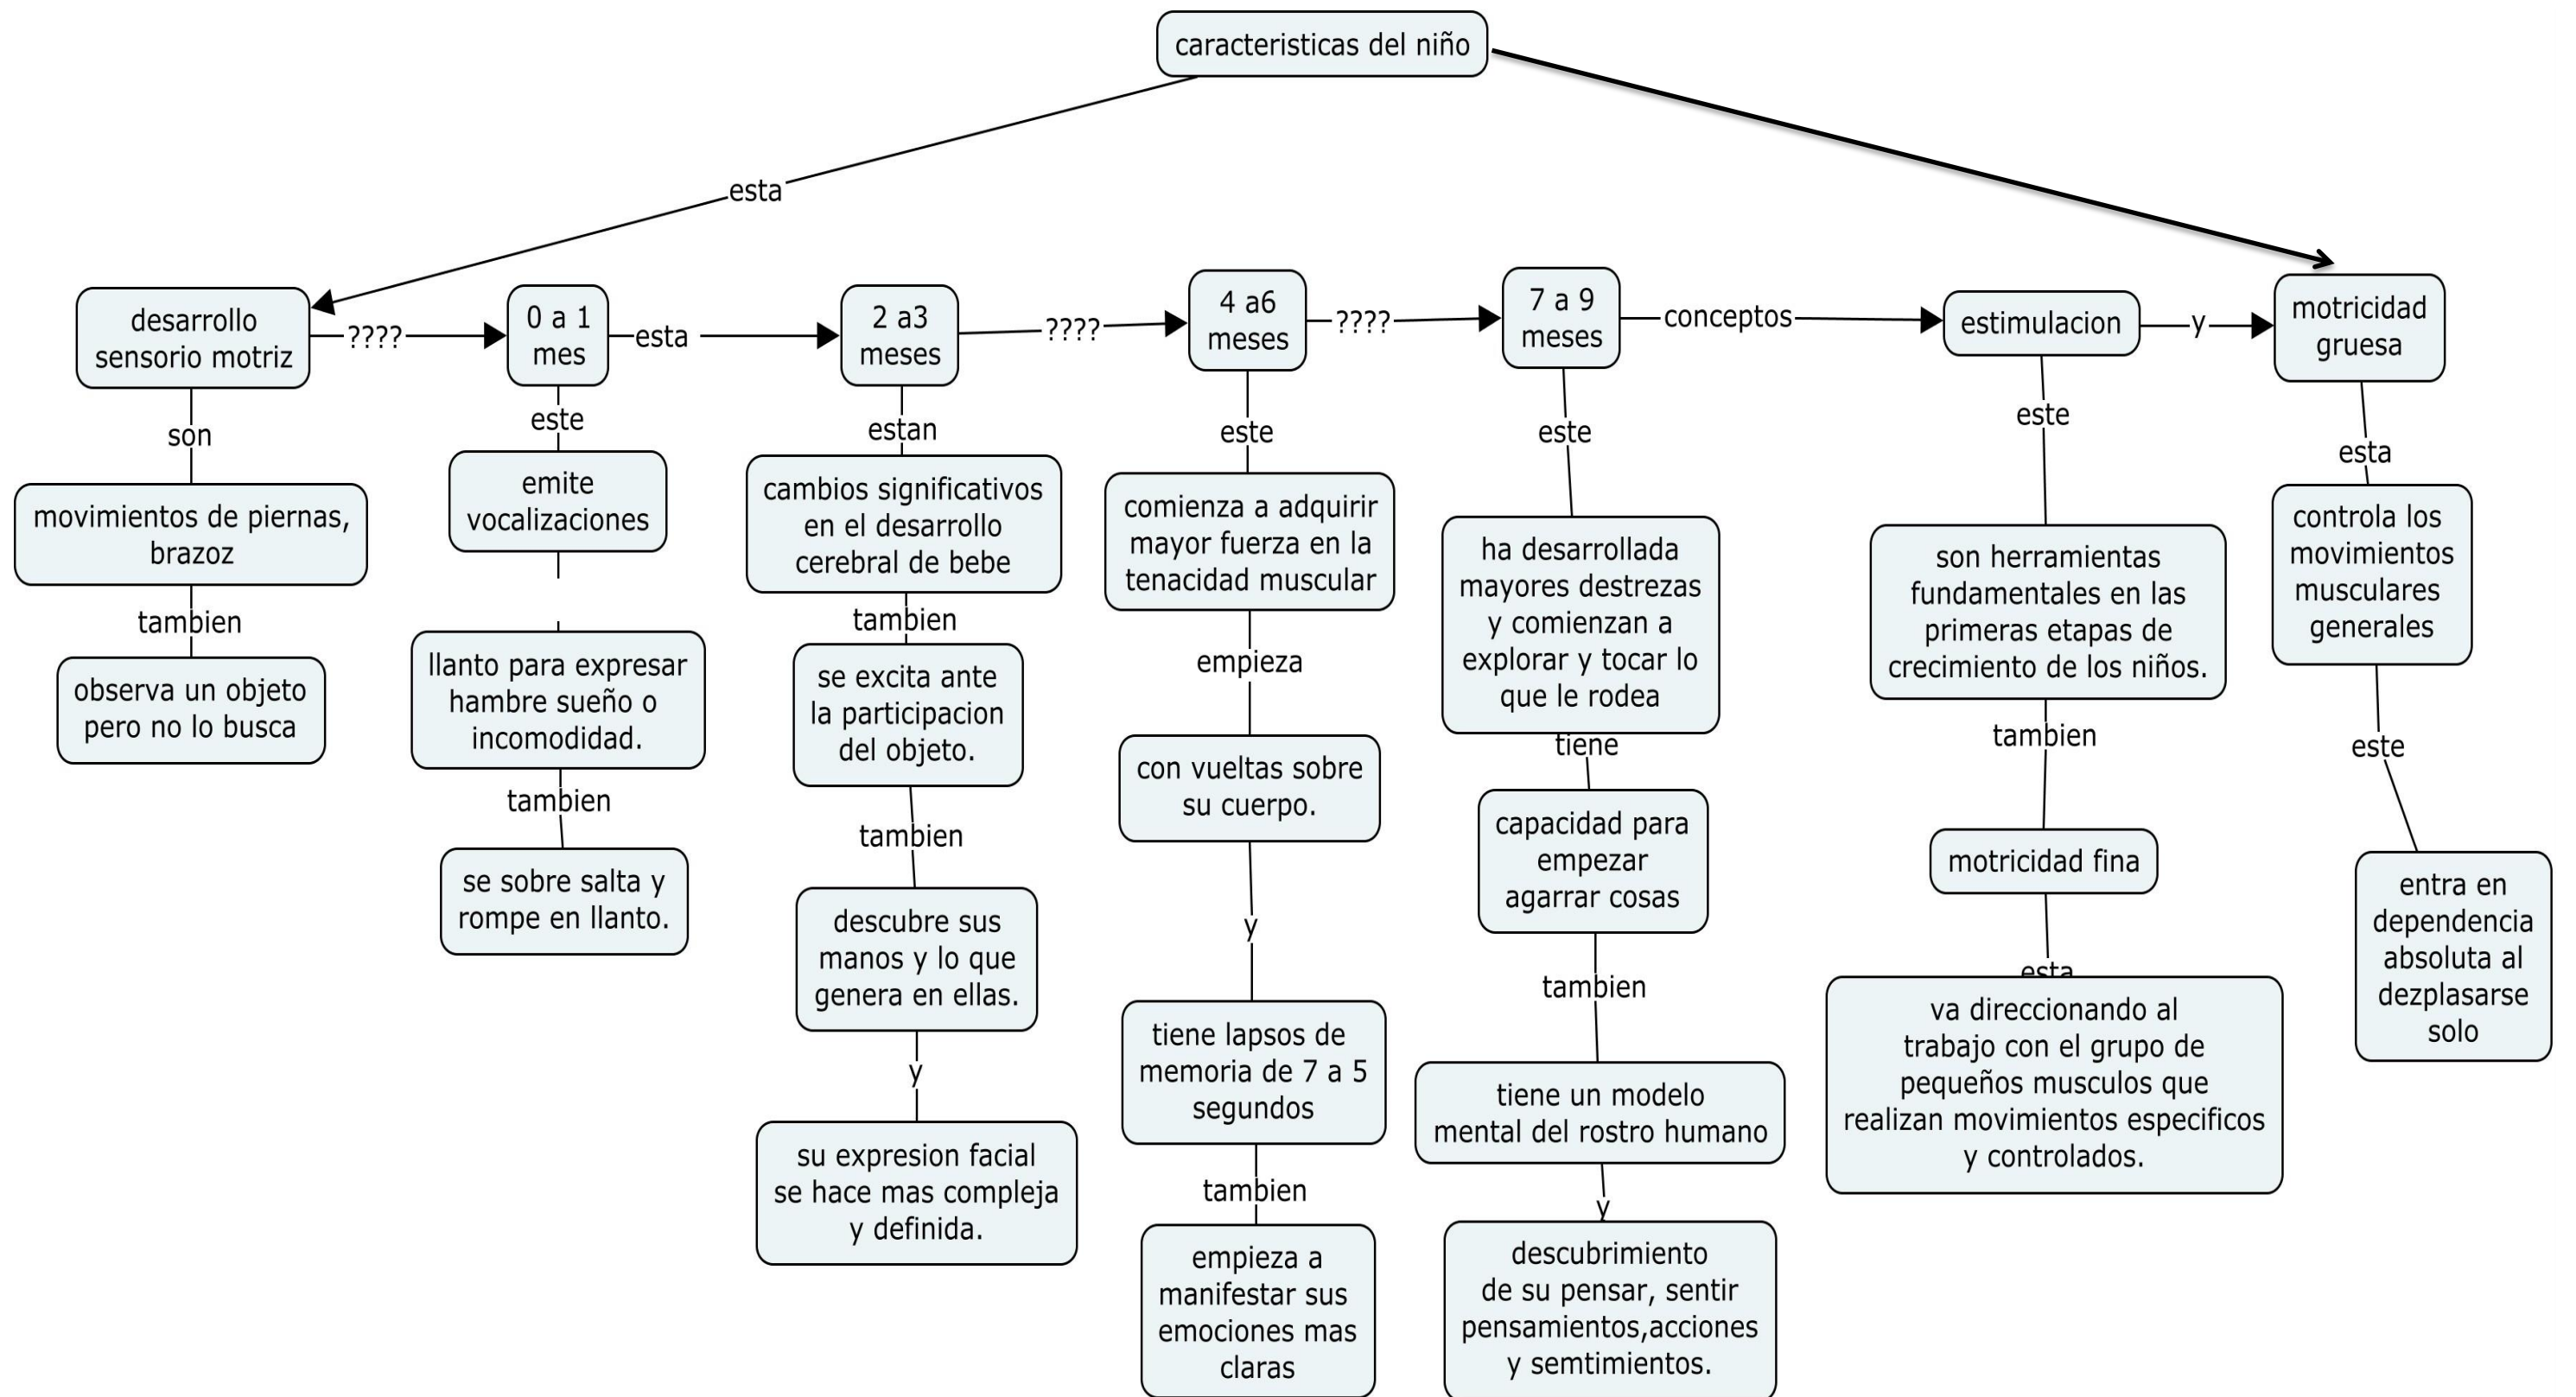 caracteristicas del niño
esta
desarrollo
sensorio motriz
????
0 a 1
mes
esta
2 a3
meses
????
4 a6
meses
????
7 a 9
meses
conceptos
estimulacion
y
motricidad
gruesa
son
movimientos de piernas,
brazoz
tambien
observa un objeto
pero no lo busca
este
emite
vocalizaciones
llanto para expresar
hambre sueño o
incomodidad.
tambien
se sobre salta y
rompe en llanto.
estan
cambios significativos
en el desarrollo
cerebral de bebe
tambien
se excita ante
la participacion
del objeto.
tambien
descubre sus
manos y lo que
genera en ellas.
y
su expresion facial
se hace mas compleja
y definida.
este
comienza a adquirir
mayor fuerza en la
tenacidad muscular
empieza
con vueltas sobre
su cuerpo.
y
tiene lapsos de
memoria de 7 a 5
segundos
tambien
empieza a
manifestar sus
emociones mas
claras
este
ha desarrollada
mayores destrezas
y comienzan a
explorar y tocar lo
que le rodea
tiene
capacidad para
empezar
agarrar cosas
tambien
tiene un modelo
mental del rostro humano
y
descubrimiento
de su pensar, sentir
pensamientos,acciones
y semtimientos.
este
son herramientas
fundamentales en las
primeras etapas de
crecimiento de los niños.
tambien
motricidad fina
esta
va direccionando al
trabajo con el grupo de
pequeños musculos que
realizan movimientos especificos
y controlados.
esta
controla los
movimientos
musculares
generales
este
entra en
dependencia
absoluta al
dezplasarse
solo